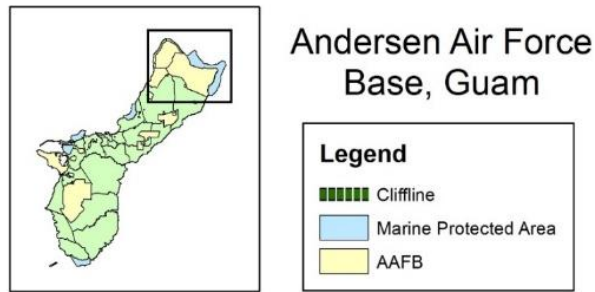 Andersen Air Force
Base, Guam
Legend
Cliffline
Marine Protected Area
AAFB